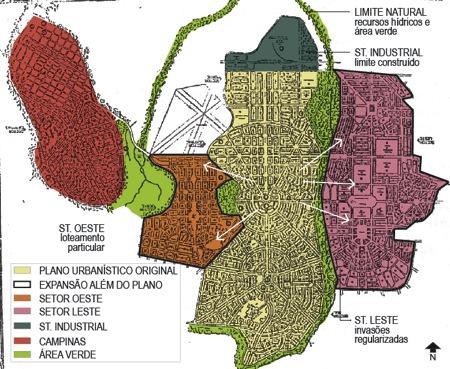 LIMITE NATURAL
recursos hídricos e
área verde
ST. INDUSTRIAL
limite construído
ST. OESTE
loteamento
particular
PLANO URBANÍSTICO ORIGINAL
EXPANSÃO ALÉM DO PLANO
SETOR OESTE
SETOR LESTE
ST. INDUSTRIAL
CAMPINAS
ÁREA VERDE
ST. LESTE
invasões
regularizadas
N